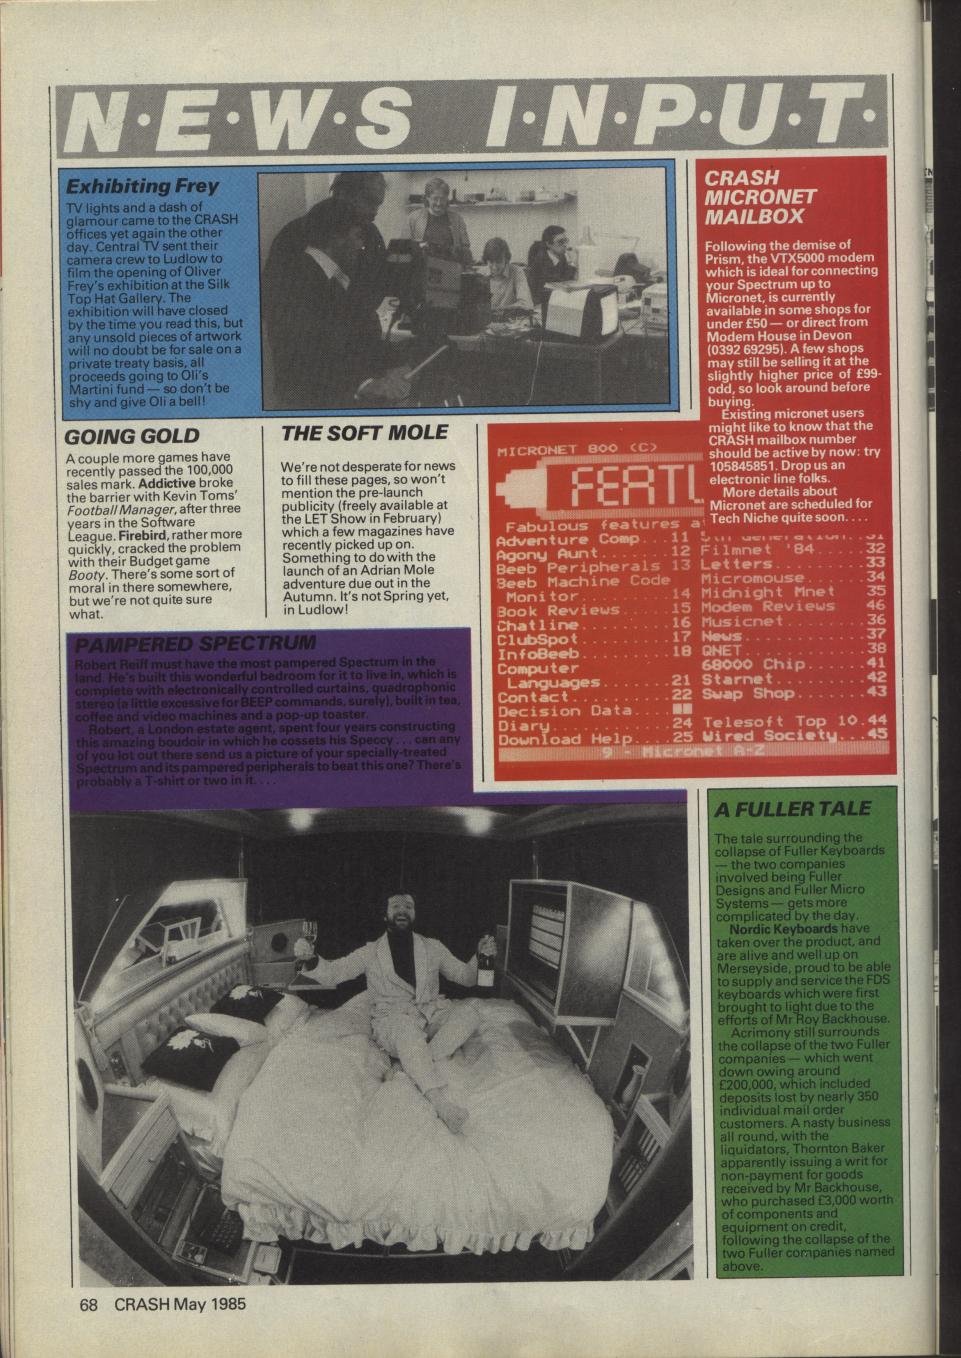 N·E·W·S I·N·P·U·T·
Exhibiting Frey
TV lights and a dash of
glamour came to the CRASH
offices yet again the other
day. Central TV sent their
camera crew to Ludlow to
film the opening of Oliver
Frey's exhibition at the Silk
Top Hat Gallery. The
exhibition will have closed
by the time you read this, but
any unsold pieces of artwork
will no doubt be for sale on a
private treaty basis, all
proceeds going to Oli's
Martini fund — so don't be
shy and give Oli a bell!
CRASH
MICRONET
MAILBOX
Following the demise of
Prism, the VTX5000 modem
which is ideal for connecting
your Spectrum up to
Micronet, is currently
available in some shops for
under £50 — or direct from
Modem House in Devon
(0392 69295). A few shops
may still be selling it at the
slightly higher price of £99-
odd, so look around before
buying.
Existing micronet users
might like to know that the
CRASH mailbox number
should be active by now: try
105845851. Drop us an
electronic line folks.
More details about
Micronet are scheduled for
Tech Niche quite soon. . . .
GOING GOLD
A couple more games have
recently passed the 100,000
sales mark. Addictive broke
the barrier with Kevin Toms'
Football Manager, after three
years in the Software
League. Firebird, rather more
quickly, cracked the problem
with their Budget game
Booty. There's some sort of
moral in there somewhere,
but we're not quite sure
what.
THE SOFT MOLE
We're not desperate for news
to fill these pages, so won't
mention the pre-launch
publicity (freely available at
the LET Show in February)
which a few magazines have
recently picked up on.
Something to do with the
launch of an Adrian Mole
adventure due out in the
Autumn. It's not Spring yet,
in Ludlow!
MICRONET 800 (C)
FEATU
Fabulous features a
Adventure Comp. . 11
Agony Aunt....... 12
Beeb Peripherals 13
Beeb Machine Code
Monitor......... 14
Book Reviews..... 15
Chatline......... 16
ClubSpot......... 17
InfoBeeb......... 18
Computer
Languages....... 21
Contact.......... 22
Decision Data...
Diary............ 24
Download Help.... 25
5th Generation... 31
Filmnet '84..... 32
Letters......... 33
Micromouse...... 34
Midnight Mnet 35
Modem Reviews 46
Musicnet 36
News............ 37
QNET............ 38
68000 Chip...... 41
Starnet......... 42
Swap Shop....... 43
Telesoft Top 10.44
Wired Society...45
9 - Micronet A-Z
PAMPERED SPECTRUM
Robert Reiff must have the most pampered Spectrum in the
land. He's built this wonderful bedroom for it to live in, which is
complete with electronically controlled curtains, quadrophonic
stereo (a little excessive for BEEP commands, surely), built in tea,
coffee and video machines and a pop-up toaster.
Robert, a London estate agent, spent four years constructing
this amazing boudoir in which he cossets his Speccy . . . can any
of you lot out there send us a picture of your specially-treated
Spectrum and its pampered peripherals to beat this one? There's
probably a T-shirt or two in it. . . .
A FULLER TALE
The tale surrounding the
collapse of Fuller Keyboards
— the two companies
involved being Fuller
Designs and Fuller Micro
Systems — gets more
complicated by the day.
Nordic Keyboards have
taken over the product, and
are alive and well up on
Merseyside, proud to be able
to supply and service the FDS
keyboards which were first
brought to light due to the
efforts of Mr Roy Backhouse.
Acrimony still surrounds
the collapse of the two Fuller
companies — which went
down owing around
£200,000, which included
deposits lost by nearly 350
individual mail order
customers. A nasty business
all round, with the
liquidators, Thornton Baker
apparently issuing a writ for
non-payment for goods
received by Mr Backhouse,
who purchased £3,000 worth
of components and
equipment on credit,
following the collapse of the
two Fuller companies named
above.
68 CRASH May 1985